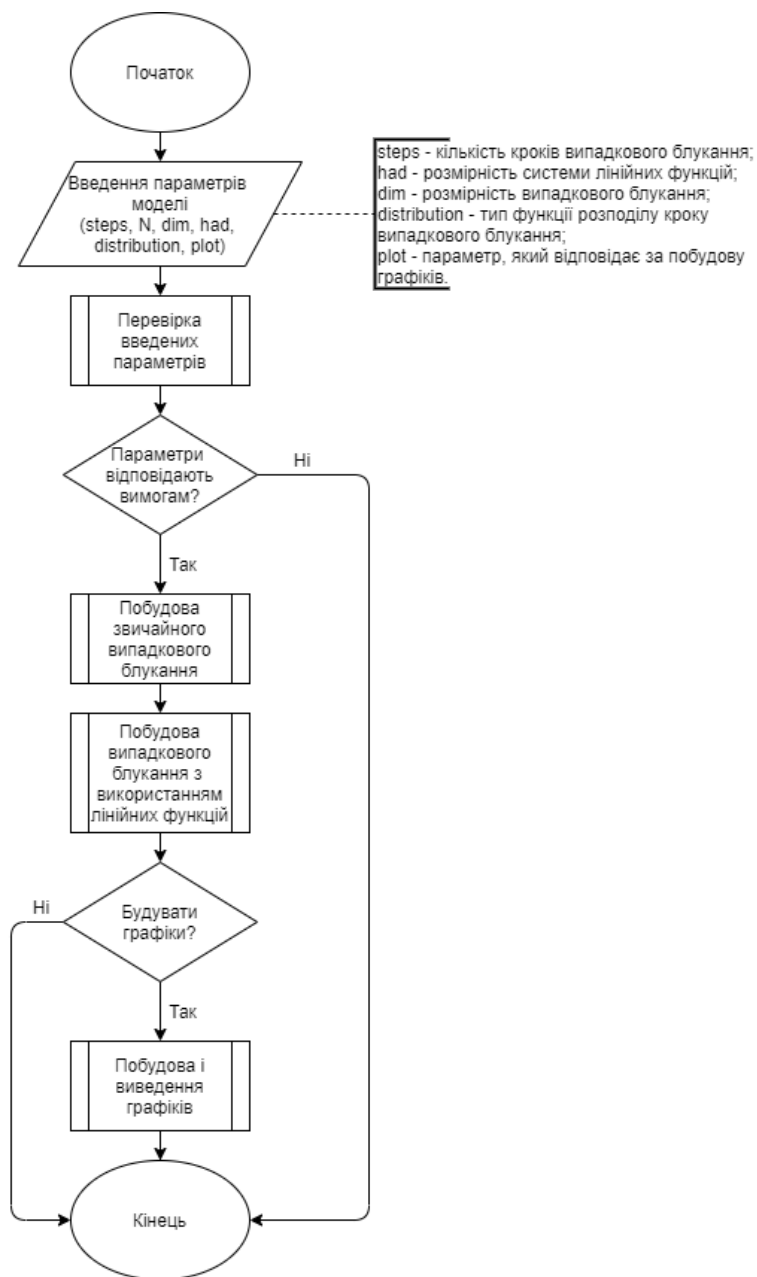 Початок
Введення параметрів
моделі
(steps, N, dim, had,
distribution, plot)
steps - кількість кроків випадкового блукання;
had - розмірність системи лінійних функцій;
dim - розмірність випадкового блукання;
distribution - тип функції розподілу кроку
випадкового блукання;
plot - параметр, який відповідає за побудову
графіків.
Перевірка
введених
параметрів
Параметри
відповідають
вимогам?
Ні
Так
Побудова
звичайного
випадкового
блукання
Побудова
випадкового
блукання з
використанням
лінійних функцій
Ні
Будувати
графіки?
Так
Побудова і
виведення
графіків
Кінець